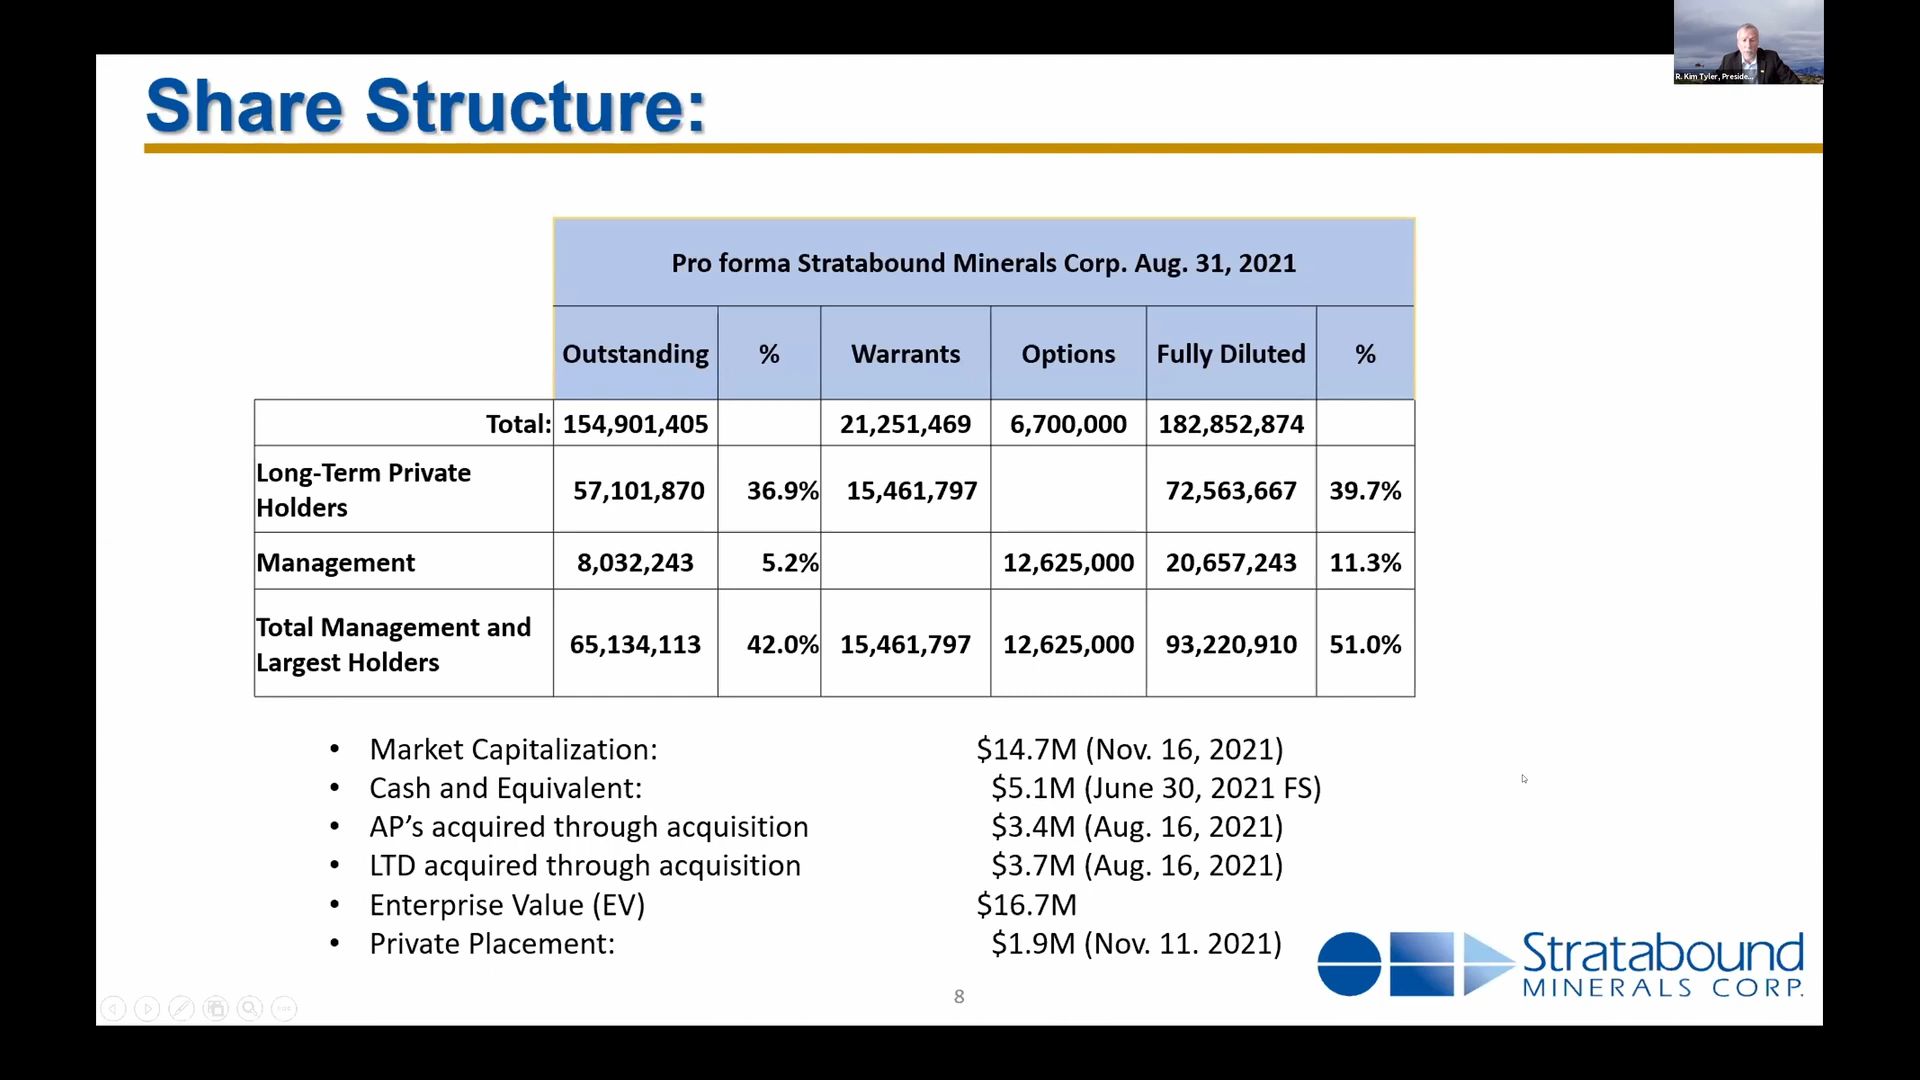 R. Kim Tyler, Preside...
Share Structure:
Pro forma Stratabound Minerals Corp. Aug. 31, 2021
Outstanding % Warrants Options Fully Diluted %
Total: 154,901,405 21,251,469 6,700,000 182,852,874
Long-Term Private
Holders
57,101,870 36.9% 15,461,797 72,563,667 39.7%
Management 8,032,243 5.2% 12,625,000 20,657,243 11.3%
Total Management and
Largest Holders
65,134,113 42.0% 15,461,797 12,625,000 93,220,910 51.0%
• Market Capitalization: $14.7M (Nov. 16, 2021)
• Cash and Equivalent: $5.1M (June 30, 2021 FS)
• AP’s acquired through acquisition $3.4M (Aug. 16, 2021)
• LTD acquired through acquisition $3.7M (Aug. 16, 2021)
• Enterprise Value (EV) $16.7M
• Private Placement: $1.9M (Nov. 11. 2021)
Stratabound
MINERALS CORP.
8